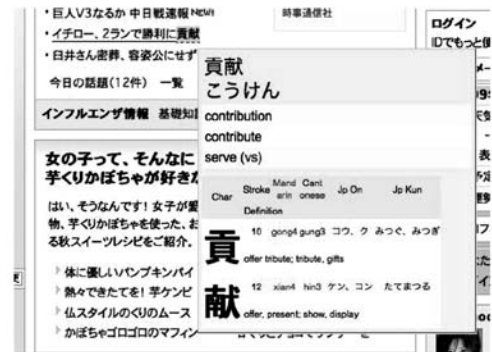 ・巨人V3なるか 中日戦速報 NEW!
・イチロー、2ランで勝利に貢献
・臼井さん密葬、容姿公にせず
今日の話題(12件) 一覧
時事通信社
ログイン
IDでもっと
インフルエンザ情報 基礎知
女の子って、そんなに
芋くりかぼちゃが好きな
はい、そうなんです! 女子が愛
物、芋くりかぼちゃを使った、お
る秋スイーツレシピをご紹介。
体に優しいパンプキンパイ
熱々できたて! 芋ケンピ
仏スタイルのくりのムース
かぼちゃゴロゴロのマフィン
貢献
こうけん
contribution
contribute
serve (vs)
Char Stroke Mandarin Cantonese Jp On Jp Kun
Definition
貢 10 gong4 gung3 コウ、ク みつぐ、みつぎ
offer tribute; tribute, gifts
献 12 xian4 hin3 ケン、コン たてまつる
offer, present; show, display